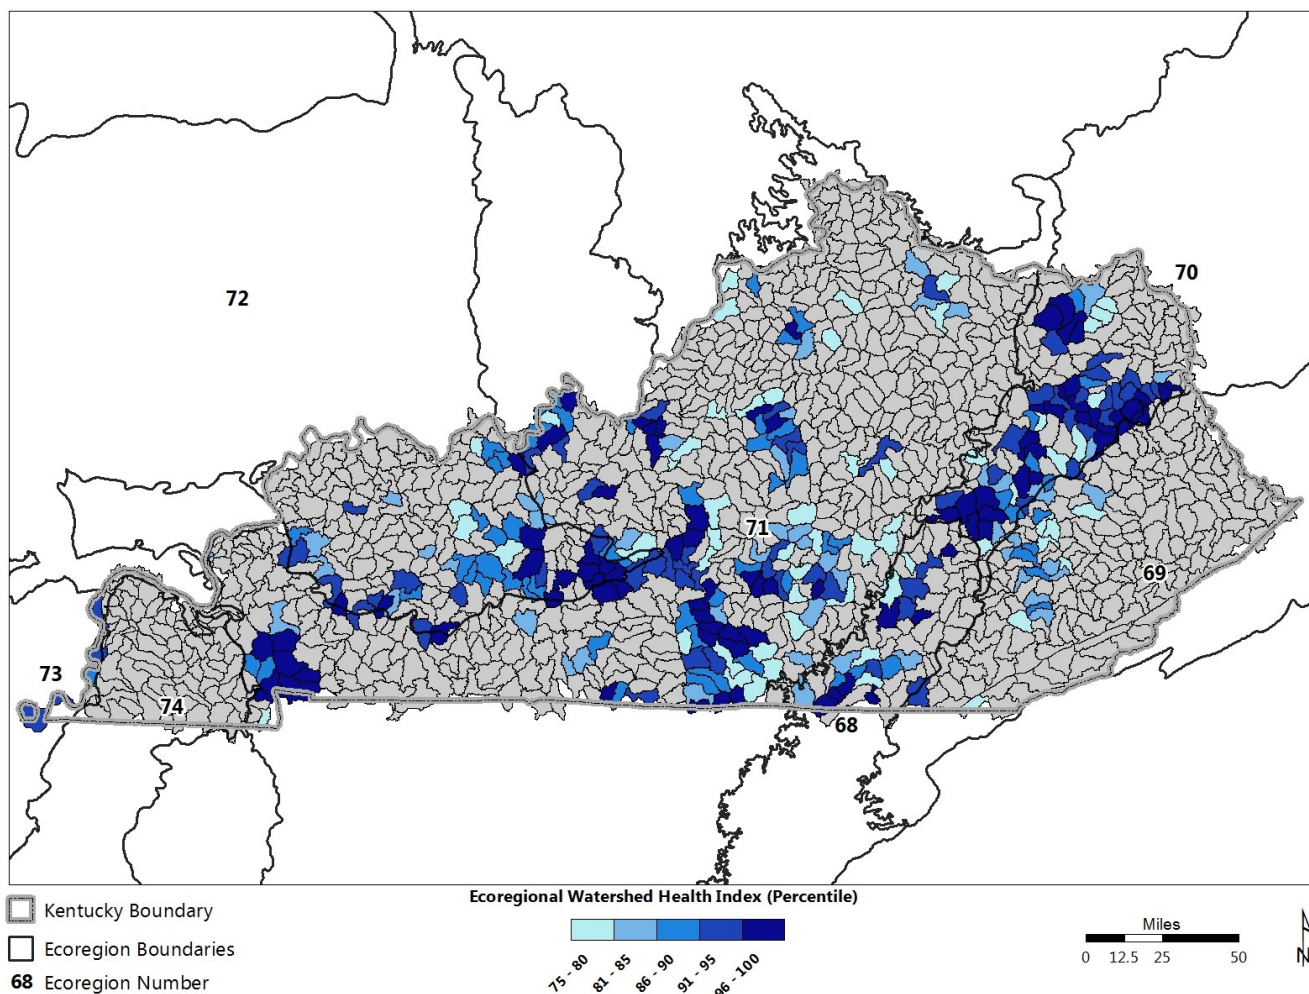 70
72
71
69
73
74
68
Ecoregional Watershed Health Index (Percentile)
Kentucky Boundary
Ecoregion Boundaries
68 Ecoregion Number
75 - 80
81 - 85
86 - 90
91 - 95
96 - 100
Miles
0 12.5 25 50
N